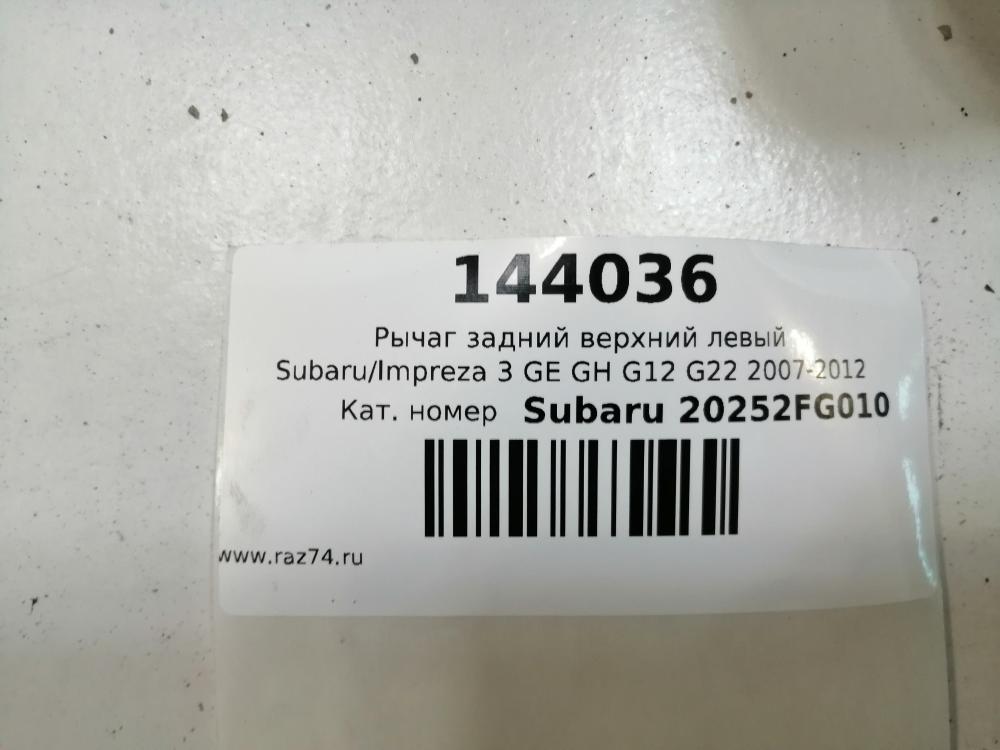 144036
Рычаг задний верхний левый
Subaru/Impreza 3 GE GH G12 G22 2007-2012
Кат. номер Subaru 20252FG010
www.raz74.ru